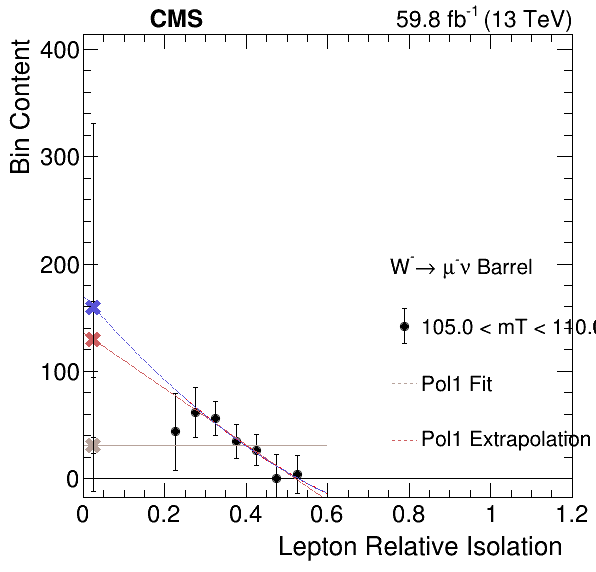 CMS
59.8 fb⁻¹ (13 TeV)
Bin Content
400
300
200
100
0
W⁻→ μ⁻ν Barrel
105.0 < mT < 110.0
Pol1 Fit
Pol1 Extrapolation
0 0.2 0.4 0.6 0.8 1 1.2
Lepton Relative Isolation